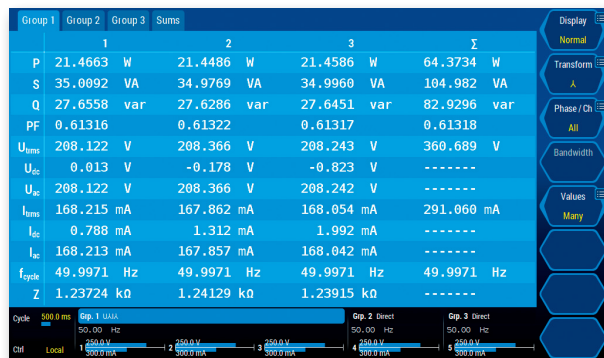 Group 1 Group 2 Group 3 Sums
1 2 3 Σ
P 21.4663 W 21.4486 W 21.4586 W 64.3734 W
S 35.0092 VA 34.9769 VA 34.9960 VA 104.982 VA
Q 27.6558 var 27.6286 var 27.6451 var 82.9296 var
PF 0.61316 0.61322 0.61317 0.61318
Utrms 208.122 V 208.366 V 208.243 V 360.689 V
Udc 0.013 V -0.178 V -0.823 V -------
Uac 208.122 V 208.366 V 208.242 V -------
Itrms 168.215 mA 167.862 mA 168.054 mA 291.060 mA
Idc 0.788 mA 1.312 mA 1.992 mA -------
Iac 168.213 mA 167.857 mA 168.042 mA -------
fcycle 49.9971 Hz 49.9971 Hz 49.9971 Hz 49.9971 Hz
Z 1.23724 kΩ 1.24129 kΩ 1.23915 kΩ -------
Display
Normal
Transform
Phase / Ch
All
Bandwidth
Values
Many
Cycle 500.0 ms Grp. 1 Grp. 2 Direct Grp. 3 Direct
50.00 Hz 50.00 Hz 50.00 Hz
Ctrl Local
1 250.0 V 300.0 mA
2 250.0 V 300.0 mA
3 250.0 V 300.0 mA
4 250.0 V 300.0 mA
5 250.0 V 300.0 mA